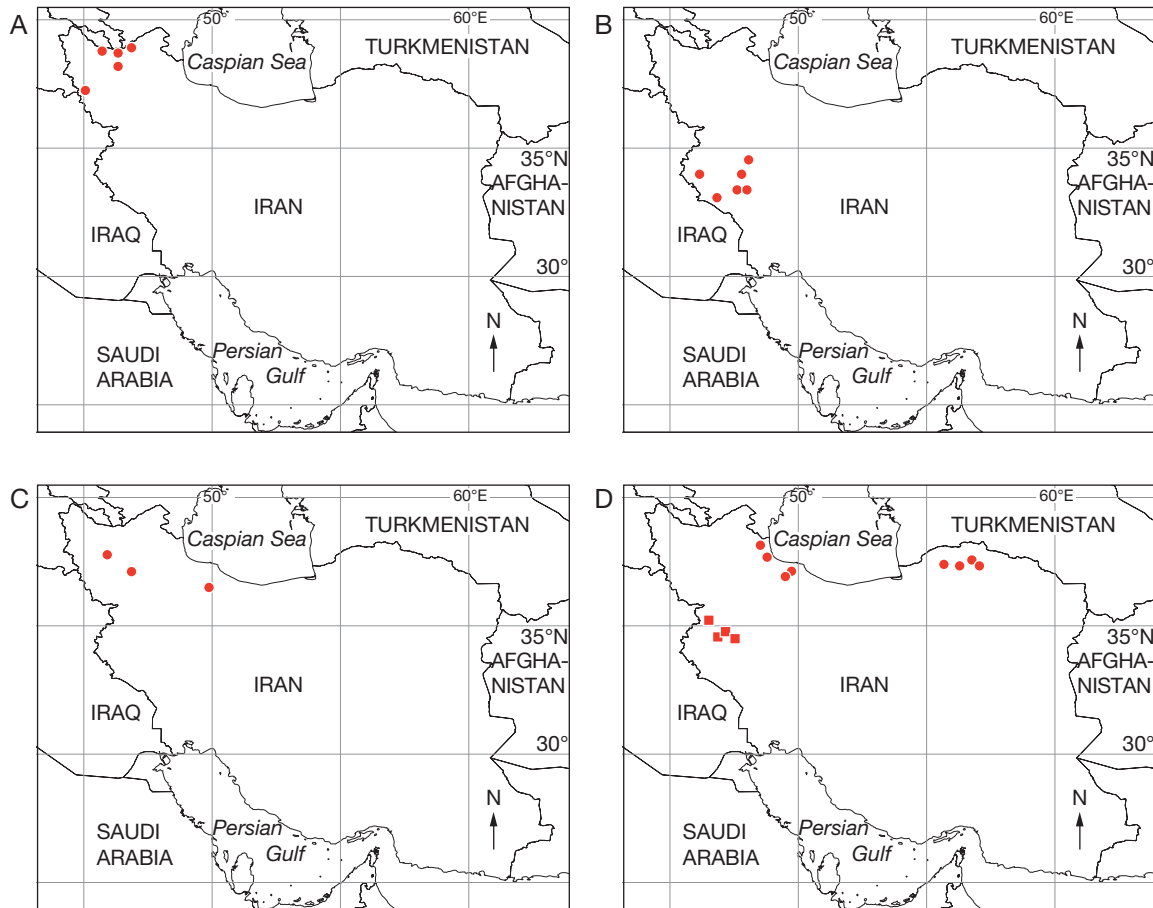 A
50°
60°E
TURKMENISTAN
Caspian Sea
35°N
AFGHA-
NISTAN
IRAN
IRAQ
30°
N
SAUDI
ARABIA
Persian
Gulf
B
50°
60°E
TURKMENISTAN
Caspian Sea
35°N
AFGHA-
NISTAN
IRAN
IRAQ
30°
N
SAUDI
ARABIA
Persian
Gulf
C
50°
60°E
TURKMENISTAN
Caspian Sea
35°N
AFGHA-
NISTAN
IRAN
IRAQ
30°
N
SAUDI
ARABIA
Persian
Gulf
D
50°
60°E
TURKMENISTAN
Caspian Sea
35°N
AFGHA-
NISTAN
IRAN
IRAQ
30°
N
SAUDI
ARABIA
Persian
Gulf